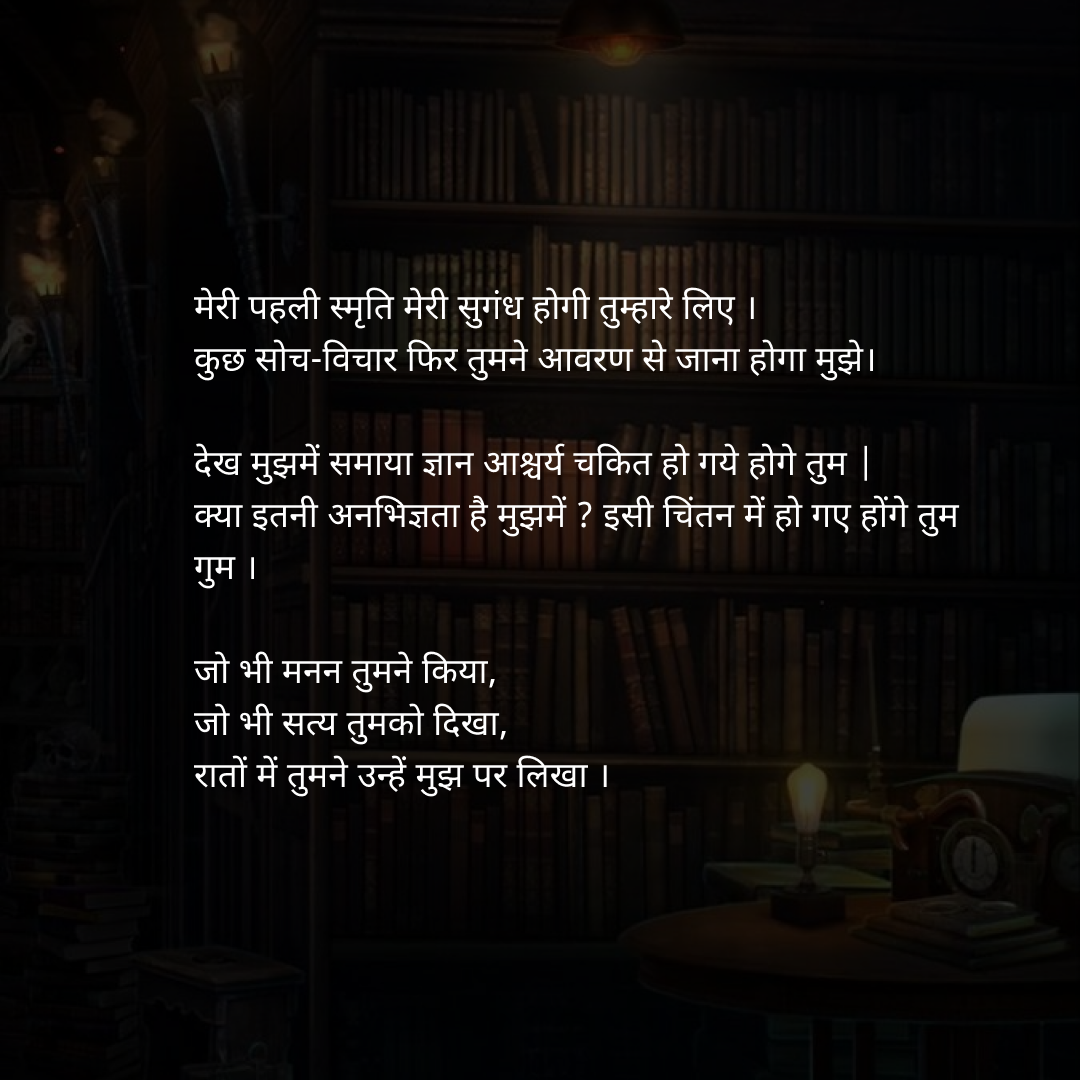 मेरी पहली स्मृति मेरी सुगंध होगी तुम्हारे लिए ।
कुछ सोच-विचार फिर तुमने आवरण से जाना होगा मुझे।
देख मुझमें समाया ज्ञान आश्चर्य चकित हो गये होगे तुम |
क्या इतनी अनभिज्ञता है मुझमें ? इसी चिंतन में हो गए होंगे तुम
गुम ।
जो भी मनन तुमने किया,
जो भी सत्य तुमको दिखा,
रातों में तुमने उन्हें मुझ पर लिखा ।